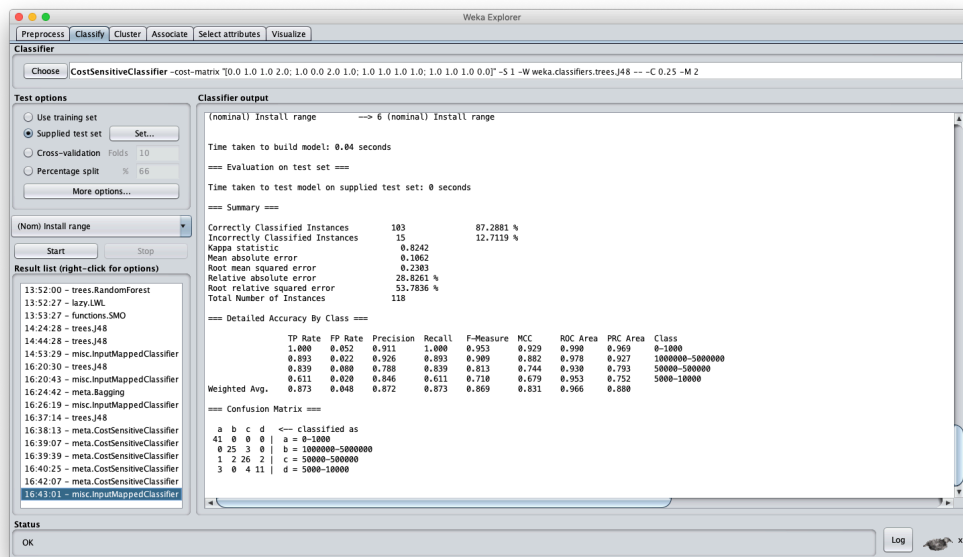 Weka Explorer
Preprocess Classify Cluster Associate Select attributes Visualize
Classifier
Choose CostSensitiveClassifier -cost-matrix "[0.0 1.0 1.0 2.0; 1.0 0.0 2.0 1.0; 1.0 1.0 1.0 1.0; 1.0 1.0 1.0 0.0]" -S 1 -W weka.classifiers.trees.J48 -- -C 0.25 -M 2
Test options
Use training set
Supplied test set Set...
Cross-validation Folds 10
Percentage split % 66
More options...
(Nom) Install range
Start Stop
Result list (right-click for options)
13:52:00 - trees.RandomForest
13:52:27 - lazy.LWL
13:53:27 - functions.SMO
14:24:28 - trees.J48
14:44:28 - trees.J48
14:53:29 - misc.InputMappedClassifier
16:20:30 - trees.J48
16:20:43 - misc.InputMappedClassifier
16:24:42 - meta.Bagging
16:26:19 - misc.InputMappedClassifier
16:37:14 - trees.J48
16:38:13 - meta.CostSensitiveClassifier
16:39:07 - meta.CostSensitiveClassifier
16:39:39 - meta.CostSensitiveClassifier
16:40:25 - meta.CostSensitiveClassifier
16:42:07 - meta.CostSensitiveClassifier
16:43:01 - misc.InputMappedClassifier
Classifier output
(nominal) Install range --> 6 (nominal) Install range
Time taken to build model: 0.04 seconds
=== Evaluation on test set ===
Time taken to test model on supplied test set: 0 seconds
=== Summary ===
Correctly Classified Instances 103 87.2881 %
Incorrectly Classified Instances 15 12.7119 %
Kappa statistic 0.8242
Mean absolute error 0.1062
Root mean squared error 0.2303
Relative absolute error 28.8261 %
Root relative squared error 53.7836 %
Total Number of Instances 118
=== Detailed Accuracy By Class ===
TP Rate FP Rate Precision Recall F-Measure MCC ROC Area PRC Area Class
1.000 0.052 0.911 1.000 0.953 0.929 0.990 0.969 0-1000
0.893 0.022 0.926 0.893 0.909 0.882 0.978 0.927 1000000-5000000
0.839 0.080 0.788 0.839 0.813 0.744 0.930 0.793 50000-500000
0.611 0.020 0.846 0.611 0.710 0.679 0.953 0.752 5000-10000
Weighted Avg. 0.873 0.048 0.872 0.873 0.869 0.831 0.966 0.880
=== Confusion Matrix ===
a b c d <-- classified as
41 0 0 0 | a = 0-1000
0 25 3 0 | b = 1000000-5000000
1 2 26 2 | c = 50000-500000
3 0 4 11 | d = 5000-10000
Status
OK
Log
x